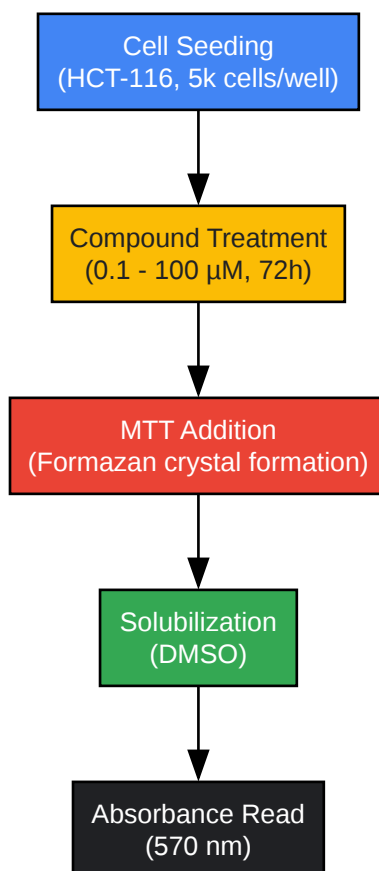 Cell Seeding
(HCT-116, 5k cells/well)
Compound Treatment
(0.1 - 100 µM, 72h)
MTT Addition
(Formazan crystal formation)
Solubilization
(DMSO)
Absorbance Read
(570 nm)